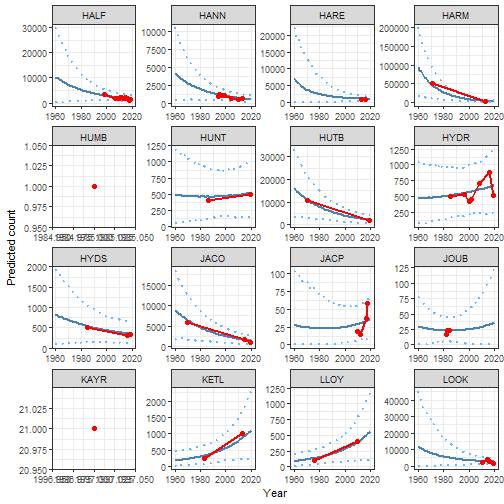 HALF HANN HARE HARM
30000 20000 10000 0
10000 7500 5000 2500 0
20000 15000 10000 5000 0
200000 150000 100000 50000 0
1960 1980 2000 2020 1960 1980 2000 2020 1960 1980 2000 2020 1960 1980 2000 2020
HUMB HUNT HUTB HYDR
1.050 1.025 1.000 0.975 0.950
1250 1000 750 500 250 0
30000 20000 10000 0
1250 1000 750 500 250
1960 1980 2000 2020 1960 1980 2000 2020 1960 1980 2000 2020
Predicted count
HYDS JACO JACP JOUB
2000 1500 1000 500 0
15000 10000 5000 0
100 75 50 25 0
125 100 75 50 25 0
1960 1980 2000 2020 1960 1980 2000 2020 1960 1980 2000 2020 1960 1980 2000 2020
KAYR KETL LLOY LOOK
21.025 21.000 20.975 20.950
2000 1500 1000 500 0
1250 1000 750 500 250 0
40000 30000 20000 10000 0
1960 1980 2000 2020 1960 1980 2000 2020 1960 1980 2000 2020
Year